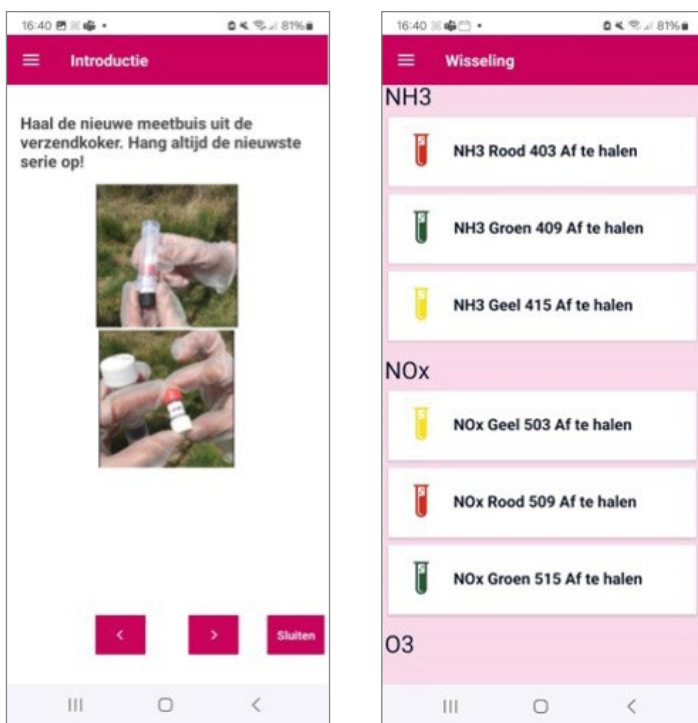 16:40
81%
Introductie
Haal de nieuwe meetbuis uit de
verzendkoker. Hang altijd de nieuwste
serie op!
Sluiten
16:40
81%
Wisseling
NH3
NH3 Rood 403 Af te halen
NH3 Groen 409 Af te halen
NH3 Geel 415 Af te halen
NOx
NOx Geel 503 Af te halen
NOx Rood 509 Af te halen
NOx Groen 515 Af te halen
O3